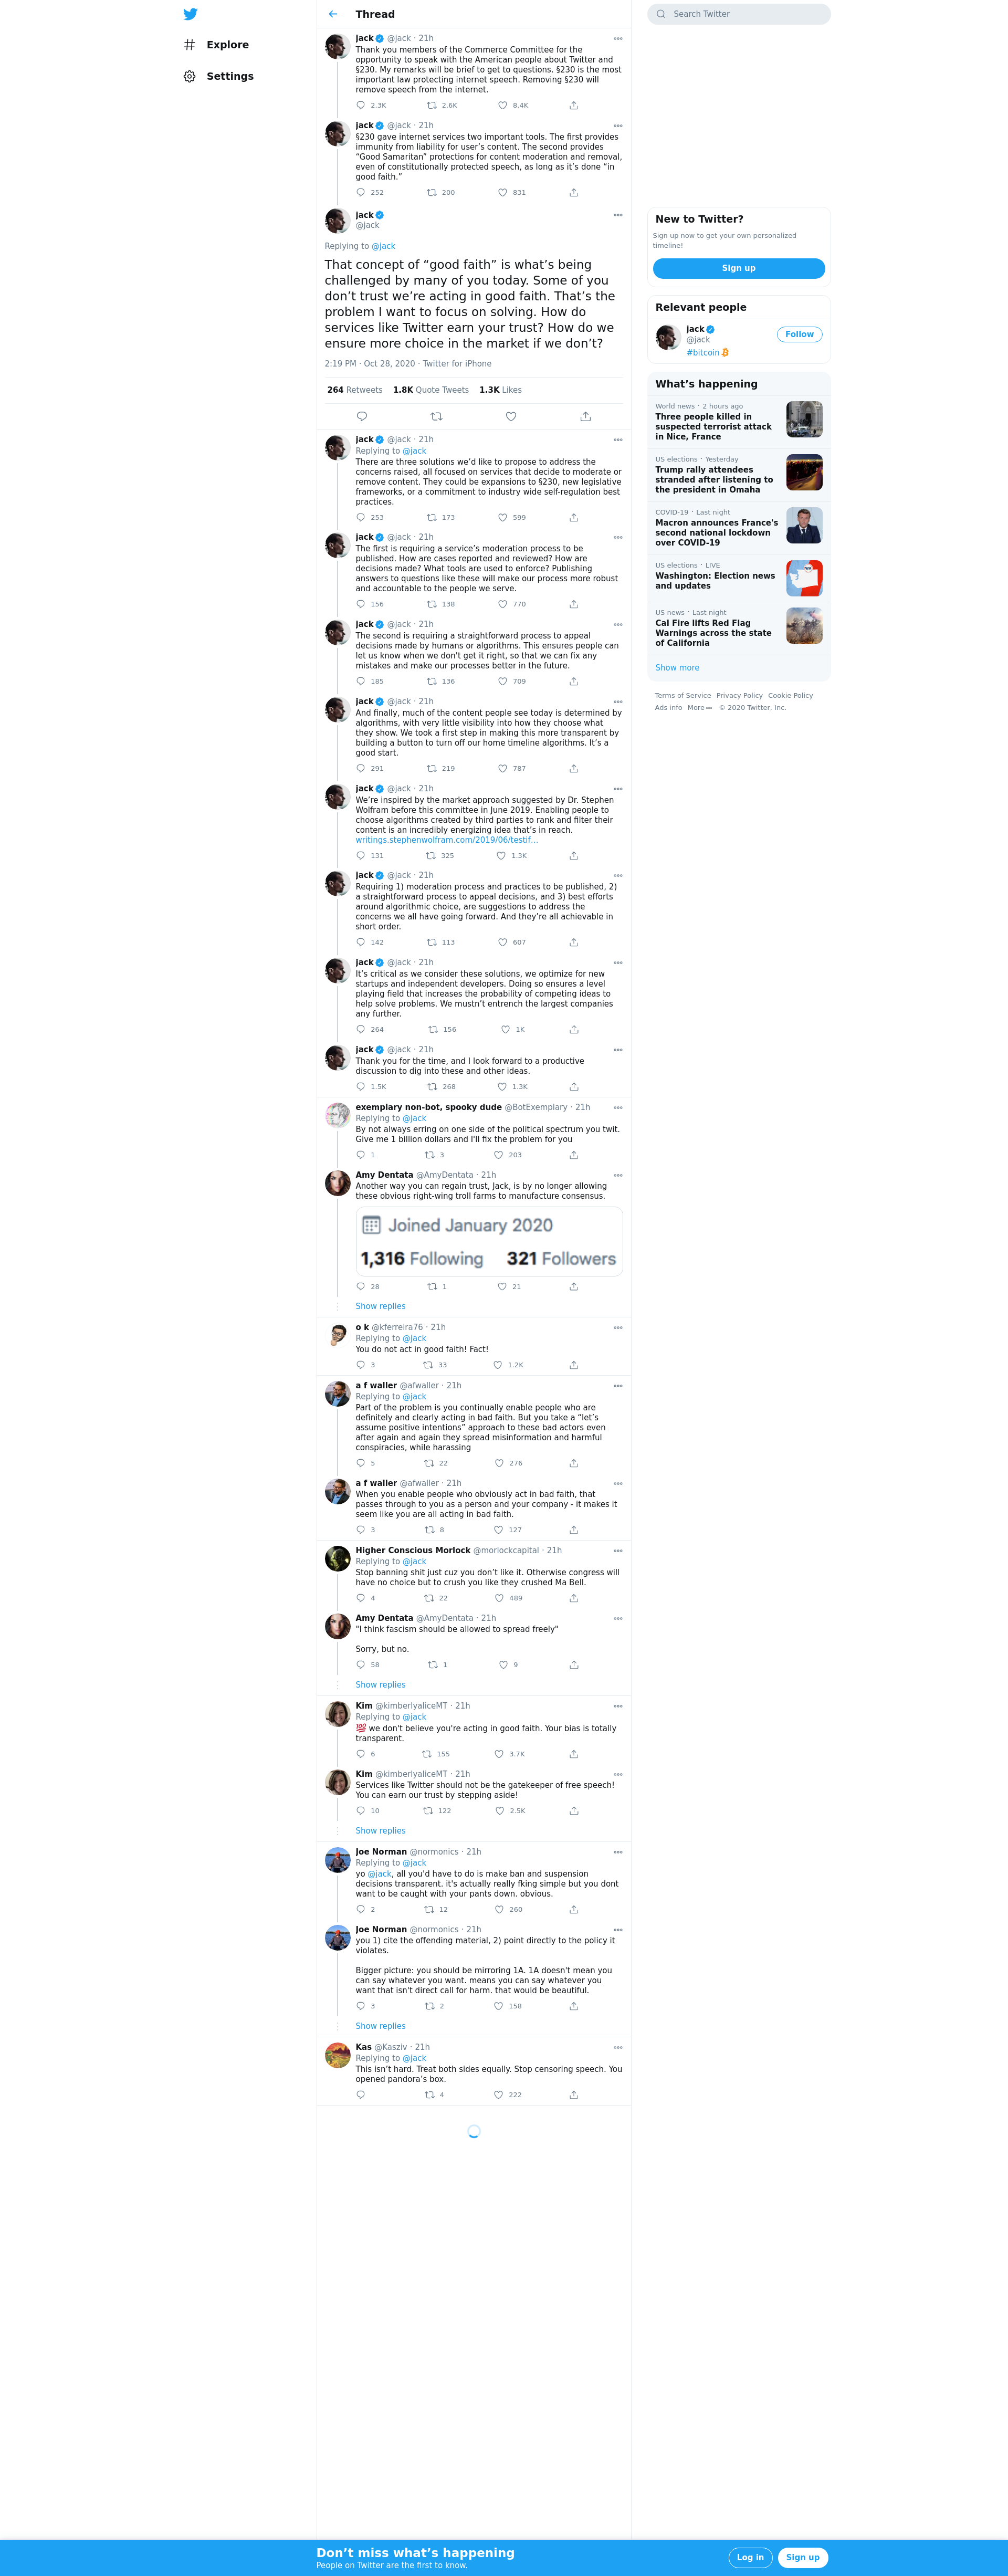 Explore
Settings
Thread
jack @jack · 21h
Thank you members of the Commerce Committee for the
opportunity to speak with the American people about Twitter and
§230. My remarks will be brief to get to questions. §230 is the most
important law protecting internet speech. Removing §230 will
remove speech from the internet.
2.3K 2.6K 8.4K
jack @jack · 21h
§230 gave internet services two important tools. The first provides
immunity from liability for user’s content. The second provides
“Good Samaritan” protections for content moderation and removal,
even of constitutionally protected speech, as long as it’s done “in
good faith.”
252 200 831
jack
@jack
Replying to @jack
That concept of “good faith” is what’s being
challenged by many of you today. Some of you
don’t trust we’re acting in good faith. That’s the
problem I want to focus on solving. How do
services like Twitter earn your trust? How do we
ensure more choice in the market if we don’t?
2:19 PM · Oct 28, 2020 · Twitter for iPhone
264 Retweets 1.8K Quote Tweets 1.3K Likes
jack @jack · 21h
Replying to @jack
There are three solutions we’d like to propose to address the
concerns raised, all focused on services that decide to moderate or
remove content. They could be expansions to §230, new legislative
frameworks, or a commitment to industry wide self-regulation best
practices.
253 173 599
jack @jack · 21h
The first is requiring a service’s moderation process to be
published. How are cases reported and reviewed? How are
decisions made? What tools are used to enforce? Publishing
answers to questions like these will make our process more robust
and accountable to the people we serve.
156 138 770
jack @jack · 21h
The second is requiring a straightforward process to appeal
decisions made by humans or algorithms. This ensures people can
let us know when we don't get it right, so that we can fix any
mistakes and make our processes better in the future.
185 136 709
jack @jack · 21h
And finally, much of the content people see today is determined by
algorithms, with very little visibility into how they choose what
they show. We took a first step in making this more transparent by
building a button to turn off our home timeline algorithms. It’s a
good start.
291 219 787
jack @jack · 21h
We’re inspired by the market approach suggested by Dr. Stephen
Wolfram before this committee in June 2019. Enabling people to
choose algorithms created by third parties to rank and filter their
content is an incredibly energizing idea that’s in reach.
writings.stephenwolfram.com/2019/06/testif…
131 325 1.3K
jack @jack · 21h
Requiring 1) moderation process and practices to be published, 2)
a straightforward process to appeal decisions, and 3) best efforts
around algorithmic choice, are suggestions to address the
concerns we all have going forward. And they’re all achievable in
short order.
142 113 607
jack @jack · 21h
It’s critical as we consider these solutions, we optimize for new
startups and independent developers. Doing so ensures a level
playing field that increases the probability of competing ideas to
help solve problems. We mustn’t entrench the largest companies
any further.
264 156 1K
jack @jack · 21h
Thank you for the time, and I look forward to a productive
discussion to dig into these and other ideas.
1.5K 268 1.3K
exemplary non-bot, spooky dude @BotExemplary · 21h
Replying to @jack
By not always erring on one side of the political spectrum you twit.
Give me 1 billion dollars and I'll fix the problem for you
1 3 203
Amy Dentata @AmyDentata · 21h
Another way you can regain trust, Jack, is by no longer allowing
these obvious right-wing troll farms to manufacture consensus.
Joined January 2020
1,316 Following 321 Followers
28 1 21
Show replies
o k @kferreira76 · 21h
Replying to @jack
You do not act in good faith! Fact!
3 33 1.2K
a f waller @afwaller · 21h
Replying to @jack
Part of the problem is you continually enable people who are
definitely and clearly acting in bad faith. But you take a “let’s
assume positive intentions” approach to these bad actors even
after again and again they spread misinformation and harmful
conspiracies, while harassing
5 22 276
a f waller @afwaller · 21h
When you enable people who obviously act in bad faith, that
passes through to you as a person and your company - it makes it
seem like you are all acting in bad faith.
3 8 127
Higher Conscious Morlock @morlockcapital · 21h
Replying to @jack
Stop banning shit just cuz you don’t like it. Otherwise congress will
have no choice but to crush you like they crushed Ma Bell.
4 22 489
Amy Dentata @AmyDentata · 21h
"I think fascism should be allowed to spread freely"
Sorry, but no.
58 1 9
Show replies
Kim @kimberlyaliceMT · 21h
Replying to @jack
💯 we don't believe you're acting in good faith. Your bias is totally
transparent.
6 155 3.7K
Kim @kimberlyaliceMT · 21h
Services like Twitter should not be the gatekeeper of free speech!
You can earn our trust by stepping aside!
10 122 2.5K
Show replies
Joe Norman @normonics · 21h
Replying to @jack
yo @jack, all you'd have to do is make ban and suspension
decisions transparent. it's actually really fking simple but you dont
want to be caught with your pants down. obvious.
2 12 260
Joe Norman @normonics · 21h
you 1) cite the offending material, 2) point directly to the policy it
violates.
Bigger picture: you should be mirroring 1A. 1A doesn't mean you
can say whatever you want. means you can say whatever you
want that isn't direct call for harm. that would be beautiful.
3 2 158
Show replies
Kas @Kasziv · 21h
Replying to @jack
This isn’t hard. Treat both sides equally. Stop censoring speech. You
opened pandora’s box.
4 222
Search Twitter
New to Twitter?
Sign up now to get your own personalized
timeline!
Sign up
Relevant people
jack
@jack
Follow
#bitcoin
What’s happening
World news · 2 hours ago
Three people killed in
suspected terrorist attack
in Nice, France
US elections · Yesterday
Trump rally attendees
stranded after listening to
the president in Omaha
COVID-19 · Last night
Macron announces France's
second national lockdown
over COVID-19
US elections · LIVE
Washington: Election news
and updates
US news · Last night
Cal Fire lifts Red Flag
Warnings across the state
of California
Show more
Terms of Service Privacy Policy Cookie Policy
Ads info More © 2020 Twitter, Inc.
Don’t miss what’s happening
People on Twitter are the first to know.
Log in
Sign up